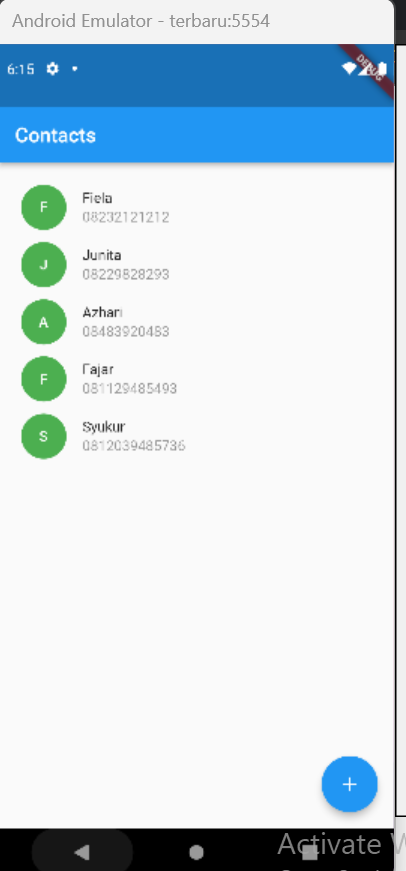 Android Emulator - terbaru:5554
6:15
DEBUG
Contacts
F
Fiela
08232121212
J
Junita
08229828293
A
Azhari
08483920483
F
Fajar
081129485493
S
Syukur
0812039485736
+
Activate W